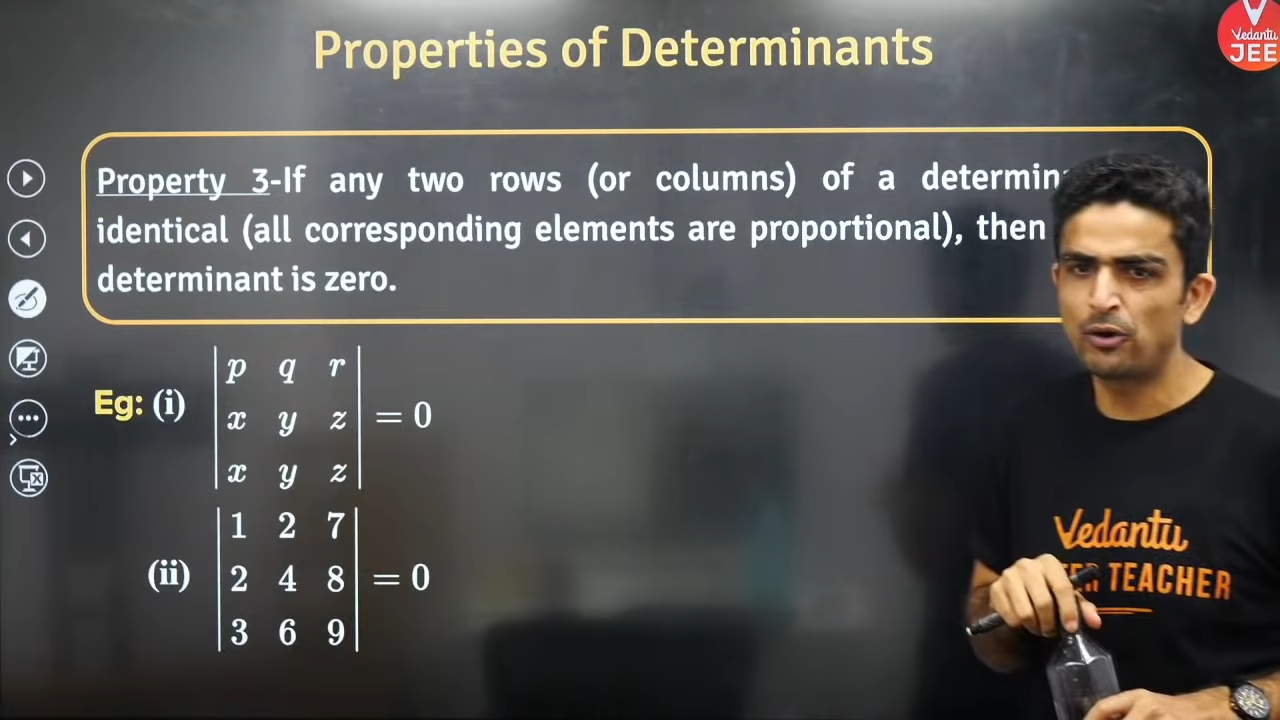 Properties of Determinants
Vedantu
JEE
Property 3-If any two rows (or columns) of a
identical (all corresponding elements are proportional), then
determinant is zero.
Eg: (i)
p q r
x y z = 0
x y z
(ii)
1 2 7
2 4 8 = 0
3 6 9
Vedantu
TEACHER